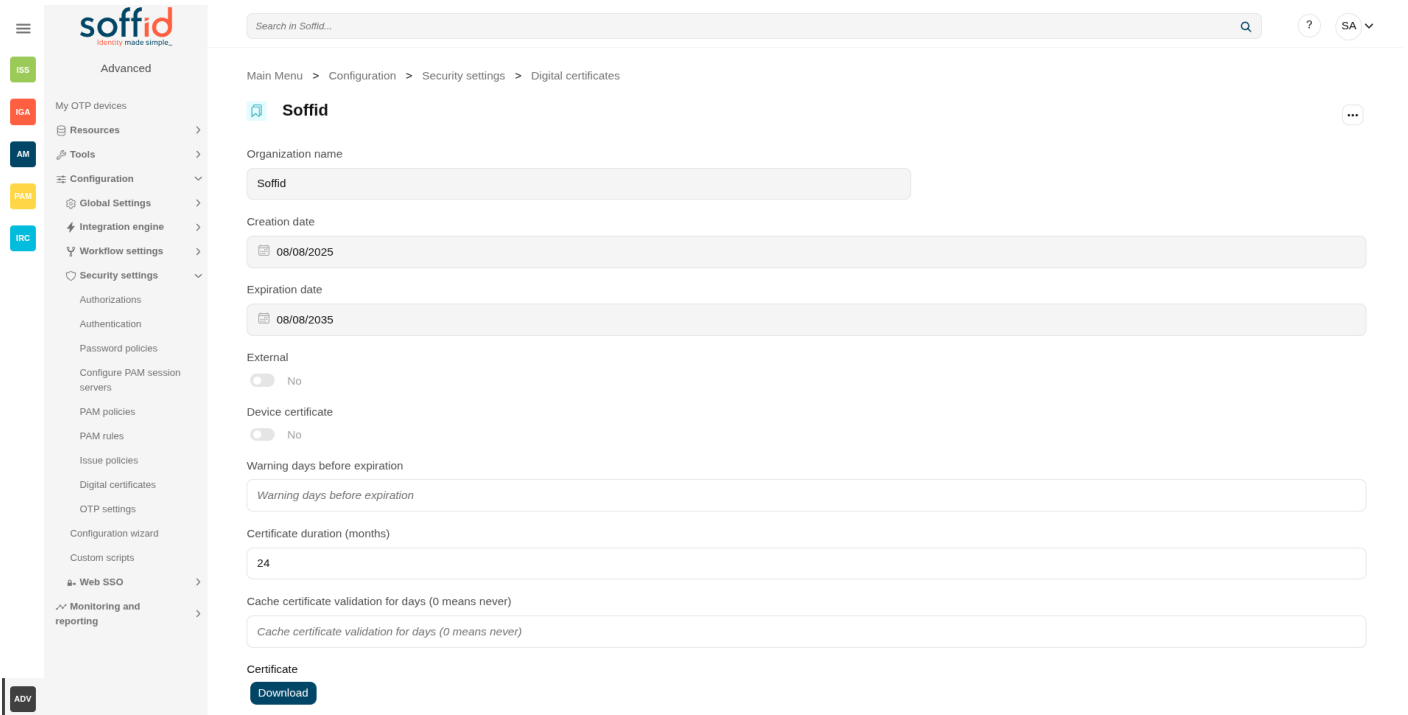 soffid
Identity made simple_
Advanced
ISS
IGA
AM
PAM
IRC
ADV
My OTP devices
Resources
Tools
Configuration
Global Settings
Integration engine
Workflow settings
Security settings
Authorizations
Authentication
Password policies
Configure PAM session
servers
PAM policies
PAM rules
Issue policies
Digital certificates
OTP settings
Configuration wizard
Custom scripts
Web SSO
Monitoring and
reporting
Search in Soffid...
?
SA
Main Menu > Configuration > Security settings > Digital certificates
Soffid
Organization name
Soffid
Creation date
08/08/2025
Expiration date
08/08/2035
External
No
Device certificate
No
Warning days before expiration
Warning days before expiration
Certificate duration (months)
24
Cache certificate validation for days (0 means never)
Cache certificate validation for days (0 means never)
Certificate
Download